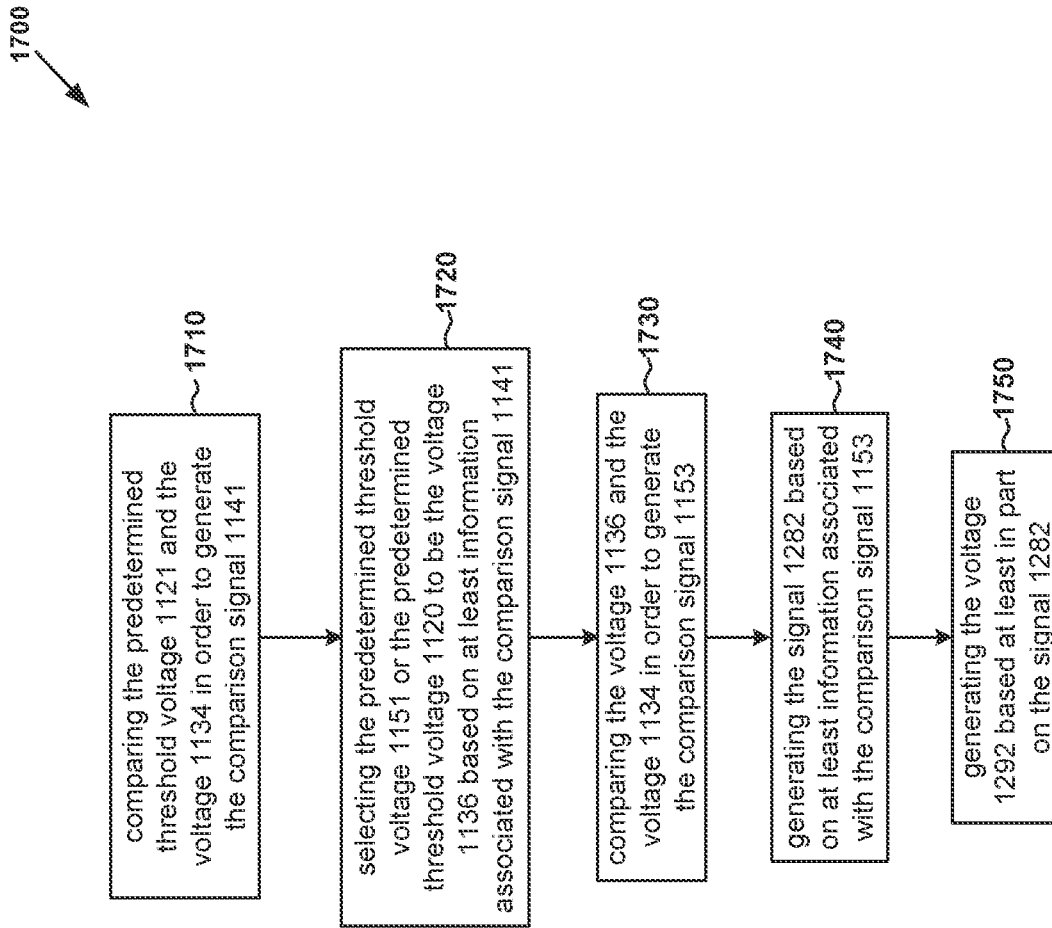 1700
comparing the predetermined
threshold voltage 1121 and the
voltage 1134 in order to generate
the comparison signal 1141
1710
selecting the predetermined threshold
voltage 1151 or the predetermined
threshold voltage 1120 to be the voltage
1136 based on at least information
associated with the comparison signal 1141
1720
comparing the voltage 1136 and the
voltage 1134 in order to generate
the comparison signal 1153
1730
generating the signal 1282 based
on at least information associated
with the comparison signal 1153
1740
generating the voltage
1292 based at least in part
on the signal 1282
1750